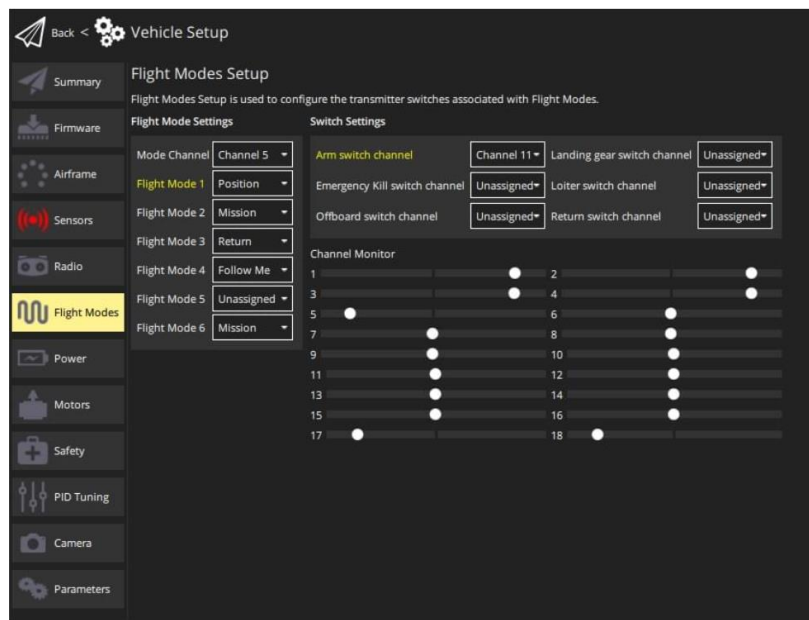 Back < Vehicle Setup
Summary
Firmware
Airframe
Sensors
Radio
Flight Modes
Power
Motors
Safety
PID Tuning
Camera
Parameters
Flight Modes Setup
Flight Modes Setup is used to configure the transmitter switches associated with Flight Modes.
Flight Mode Settings
Mode Channel Channel 5
Flight Mode 1 Position
Flight Mode 2 Mission
Flight Mode 3 Return
Flight Mode 4 Follow Me
Flight Mode 5 Unassigned
Flight Mode 6 Mission
Switch Settings
Arm switch channel Channel 11 Landing gear switch channel Unassigned
Emergency Kill switch channel Unassigned Loiter switch channel Unassigned
Offboard switch channel Unassigned Return switch channel Unassigned
Channel Monitor
1 2
3 4
5 6
7 8
9 10
11 12
13 14
15 16
17 18